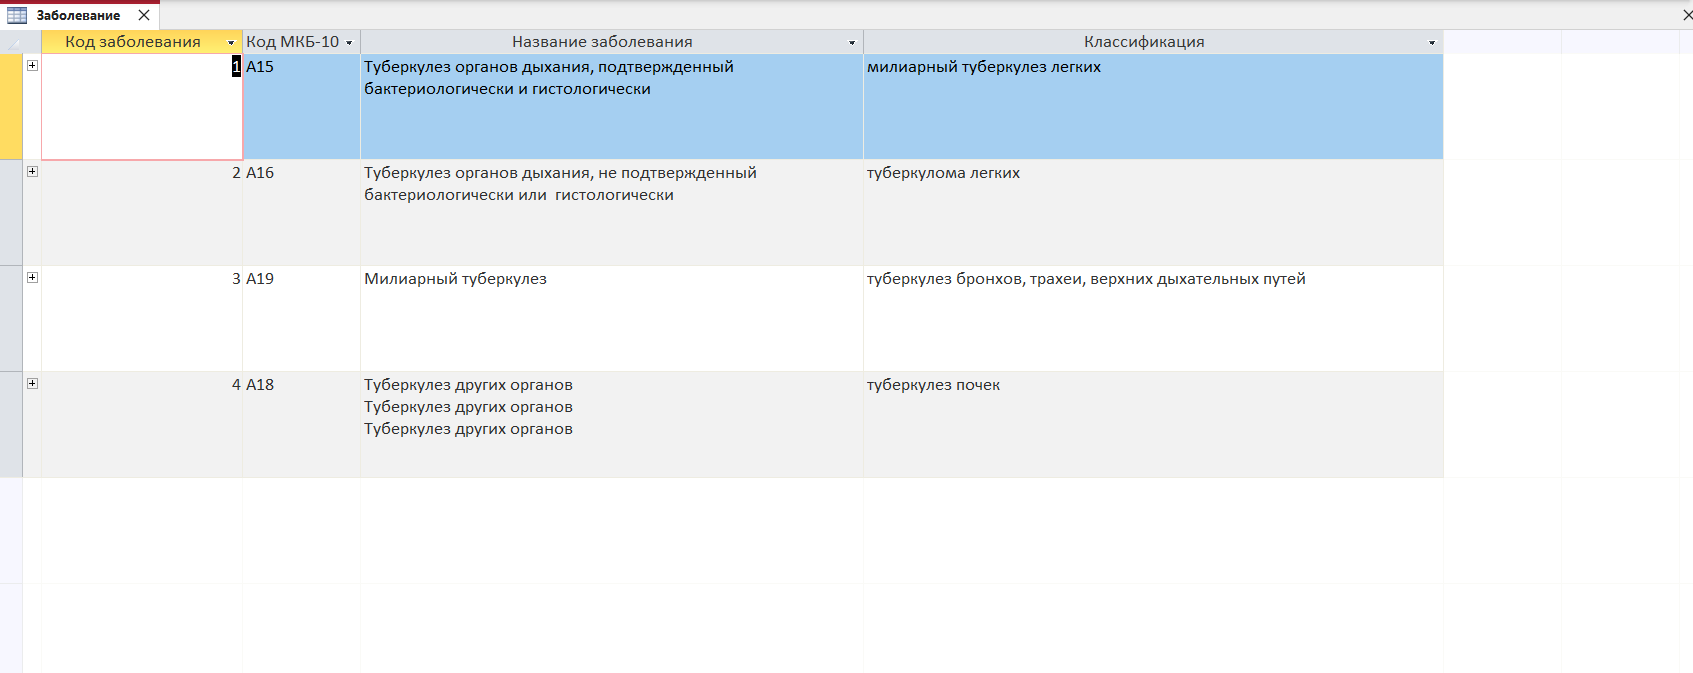 Заболевание
Код заболевания Код МКБ-10 Название заболевания Классификация
1 A15 Туберкулез органов дыхания, подтвержденный милиарный туберкулез легких
бактериологически и гистологически
2 A16 Туберкулез органов дыхания, не подтвержденный туберкулома легких
бактериологически или  гистологически
3 A19 Милиарный туберкулез туберкулез бронхов, трахеи, верхних дыхательных путей
4 A18 Туберкулез других органов туберкулез почек
Туберкулез других органов
Туберкулез других органов